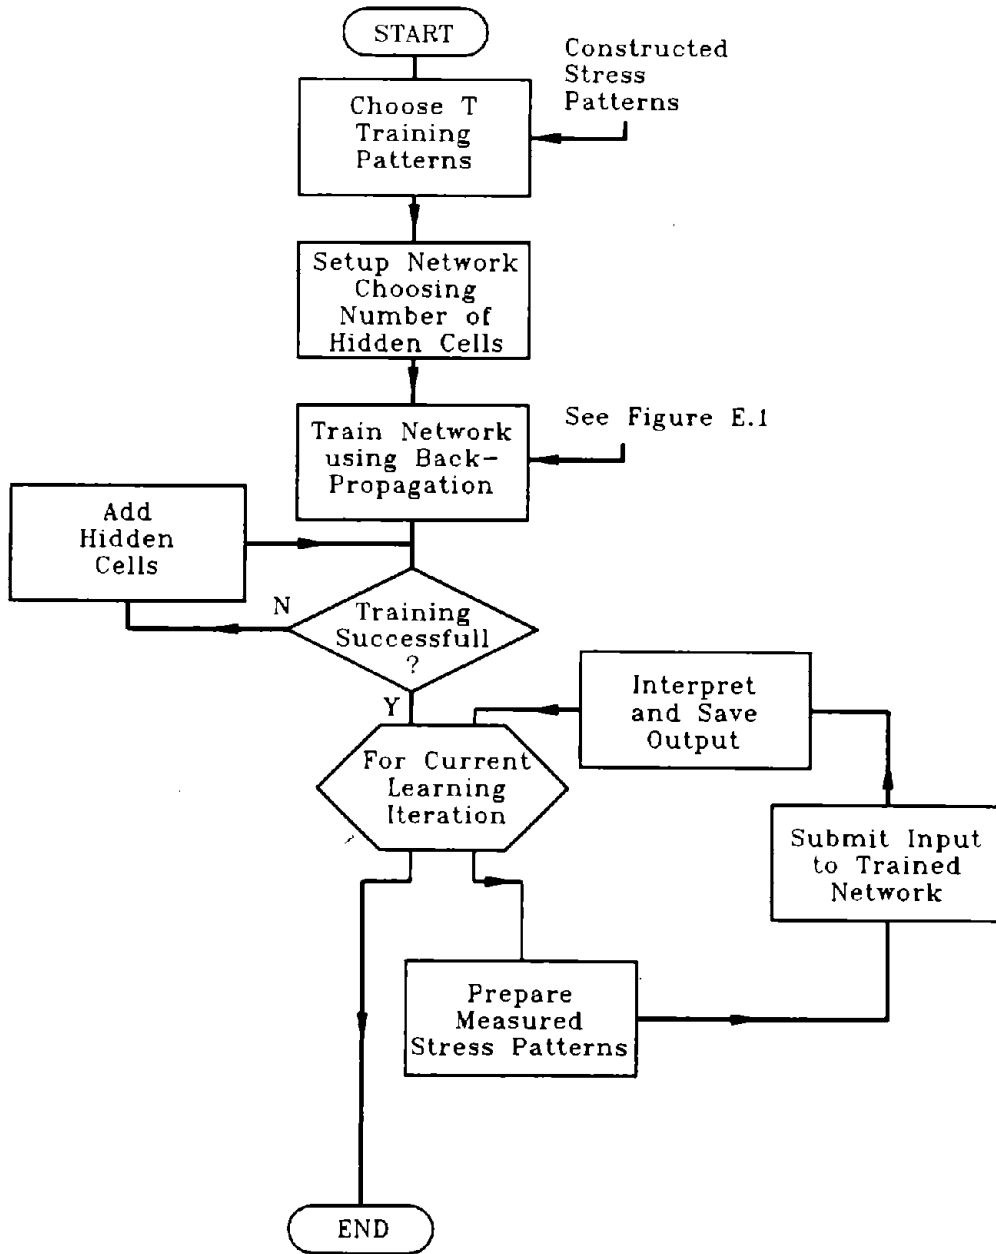 START
Constructed
Stress
Patterns
Choose T
Training
Patterns
Setup Network
Choosing
Number of
Hidden Cells
See Figure E.1
Train Network
using Back-
Propagation
Add
Hidden
Cells
N
Training
Successfull
?
Y
Interpret
and Save
Output
For Current
Learning
Iteration
Submit Input
to Trained
Network
Prepare
Measured
Stress Patterns
END